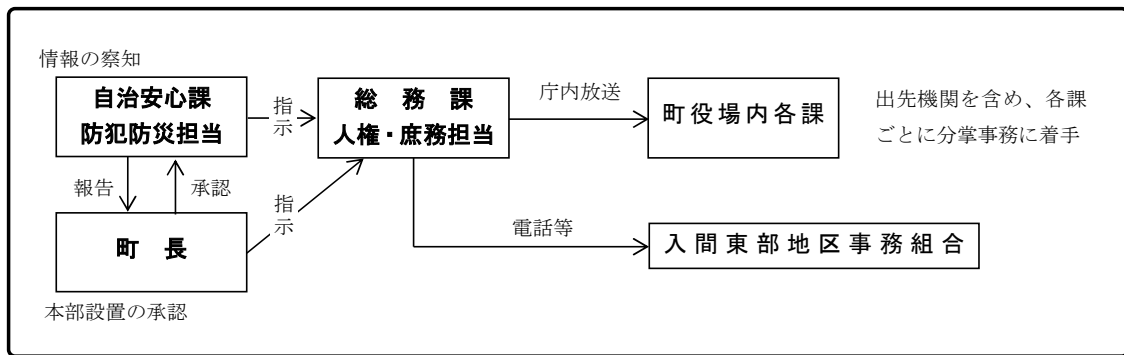 情報の察知
自治安心課
防犯防災担当
指示
総務課
人権・庶務担当
庁内放送
町役場内各課
出先機関を含め、各課
ごとに分掌事務に着手
報告
承認
指示
町長
電話等
入間東部地区事務組合
本部設置の承認